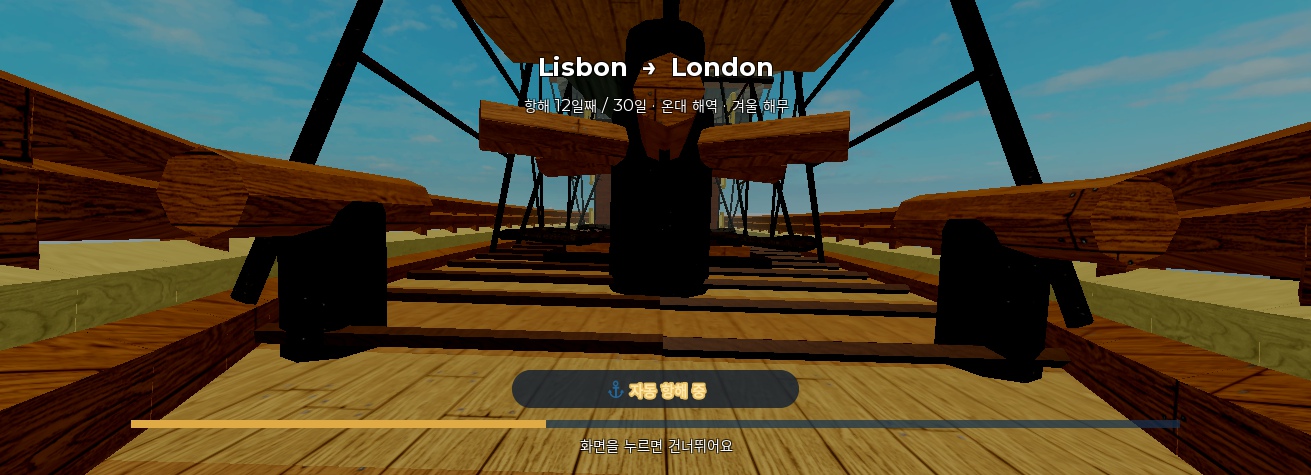 Lisbon → London
항해 12일째 / 30일 · 온대 해역 · 겨울 해무
⚓ 자동 항해 중
화면을 누르면 건너뛰어요